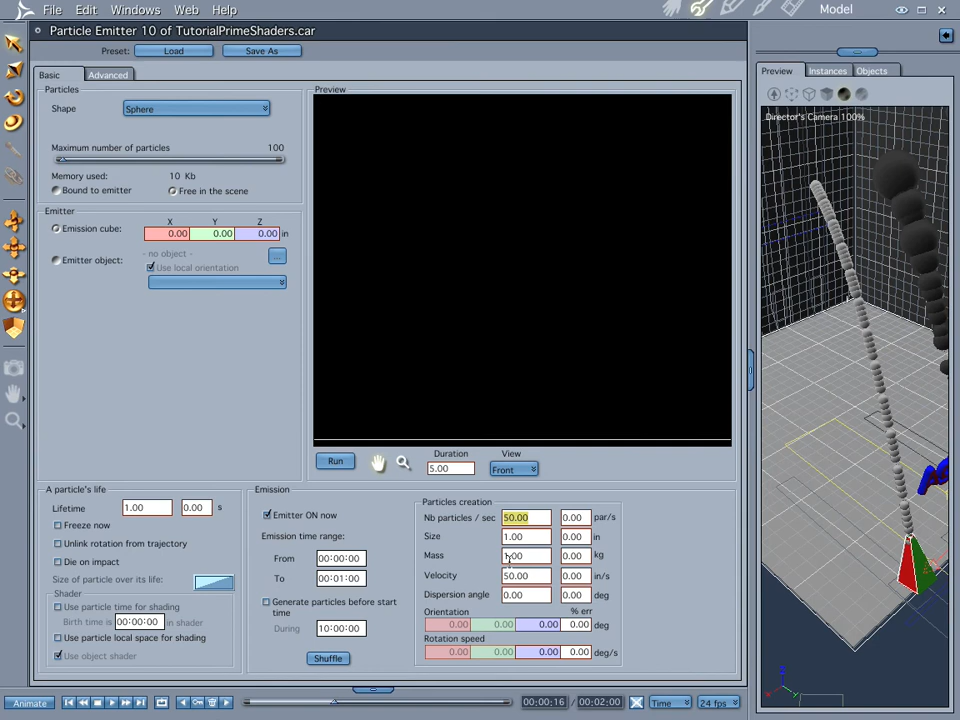 File Edit Windows Web Help Model
Particle Emitter 10 of TutorialPrimeShaders.car
Preset: Load Save As
Basic Advanced
Particles
Shape Sphere
Maximum number of particles 100
Memory used: 10 Kb
Bound to emitter Free in the scene
Emitter
X Y Z
Emission cube: 0.00 0.00 0.00 in
Emitter object: - no object - ...
Use local orientation
Preview
Run
Duration
5.00
View
Front
Preview Instances Objects
Director's Camera 100%
A particle's life
Lifetime 1.00 0.00 s
Freeze now
Unlink rotation from trajectory
Die on impact
Size of particle over its life:
Shader
Use particle time for shading
Birth time is 00:00:00 in shader
Use particle local space for shading
Use object shader
Emission
Emitter ON now
Emission time range:
From 00:00:00
To 00:01:00
Generate particles before start
time
During 10:00:00
Shuffle
Particles creation
Nb particles / sec 50.00 0.00 par/s
Size 1.00 0.00 in
Mass 1.00 0.00 kg
Velocity 50.00 0.00 in/s
Dispersion angle 0.00 0.00 deg
Orientation % err
0.00 0.00 0.00 0.00 deg
Rotation speed
0.00 0.00 0.00 0.00 deg/s
Animate 00:00:16 / 00:02:00 Time 24 fps